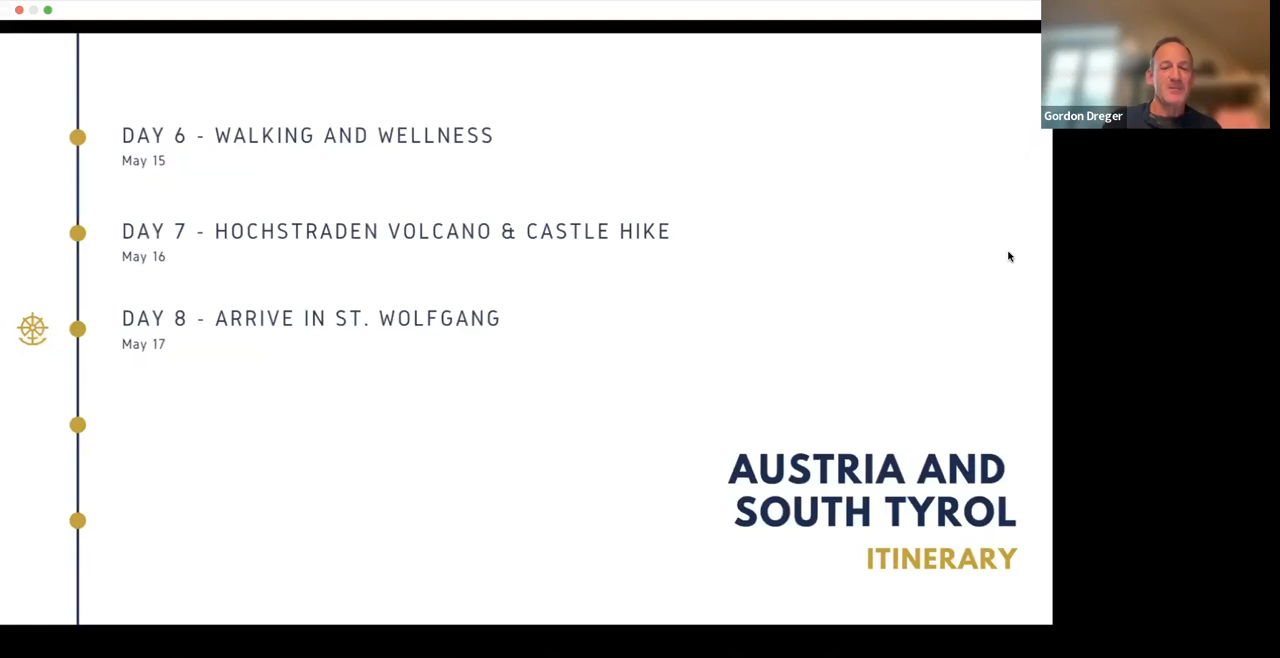 Gordon Dreger
DAY 6 - WALKING AND WELLNESS
May 15
DAY 7 - HOCHSTRADEN VOLCANO & CASTLE HIKE
May 16
DAY 8 - ARRIVE IN ST. WOLFGANG
May 17
AUSTRIA AND
SOUTH TYROL
ITINERARY